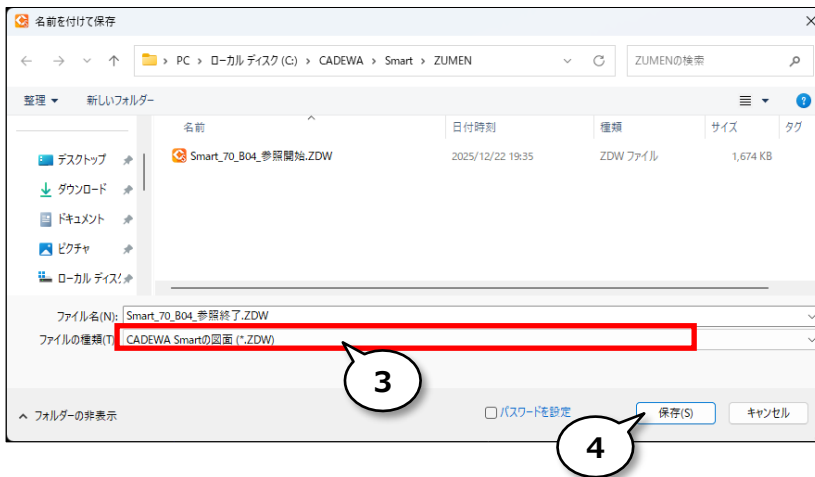 名前を付けて保存
PC > ローカル ディスク (C:) > CADEWA > Smart > ZUMEN
ZUMENの検索
整理 新しいフォルダー
名前 日付時刻 種類 サイズ タグ
Smart_70_B04_参照開始.ZDW 2025/12/22 19:35 ZDW ファイル 1,674 KB
デスクトップ
ダウンロード
ドキュメント
ピクチャ
ローカル ディスク
ファイル名(N): Smart_70_B04_参照終了.ZDW
ファイルの種類(T): CADEWA Smartの図面 (*.ZDW)
3
フォルダーの非表示
パスワードを設定
保存(S)
キャンセル
4